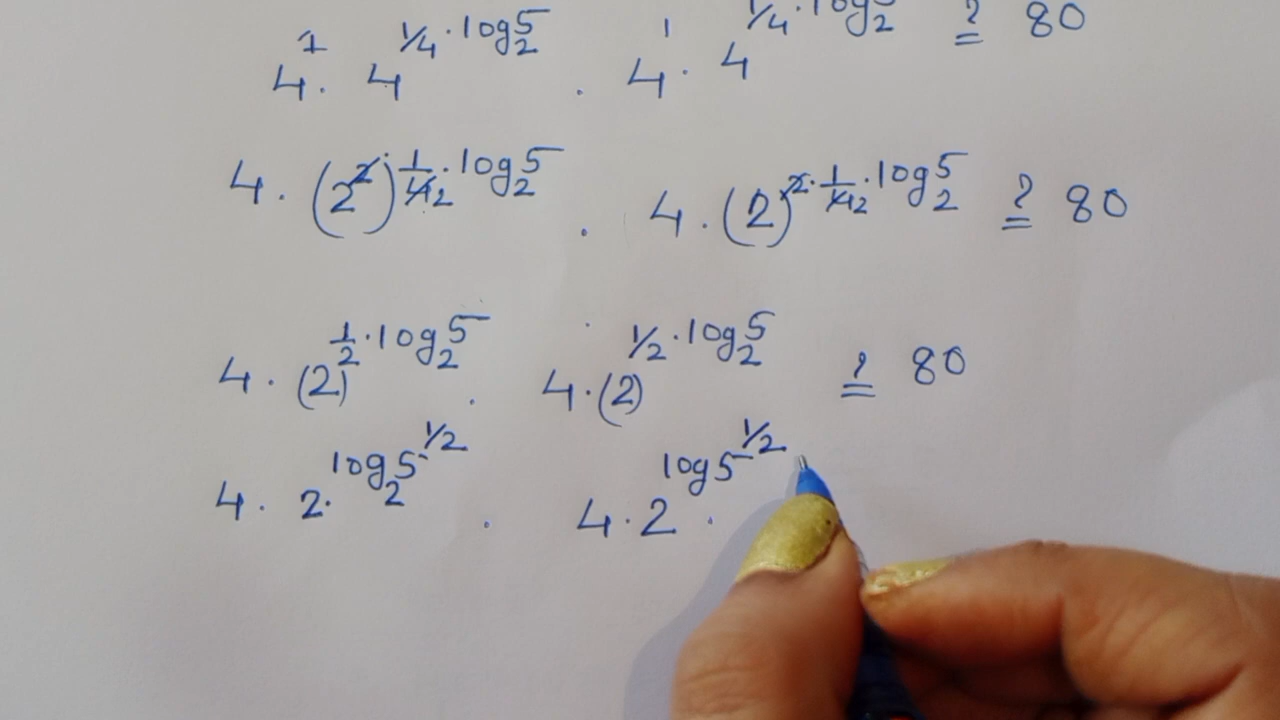 4^1 . 4^{1/4 · log_2 5} . 4^1 . 4^{1/4 · log_2 5} ≟ 80
4 . (2^2)^{· 1/4 2 · log_2 5} . 4 . (2)^{2 · 1/4 2 · log_2 5} ≟ 80
4 . (2)^{1/2 · log_2 5} . 4 . (2)^{1/2 · log_2 5} ≟ 80
4 . 2 . ^{log_2 5^{1/2}} . 4 . 2^{log 5^{1/2}} .